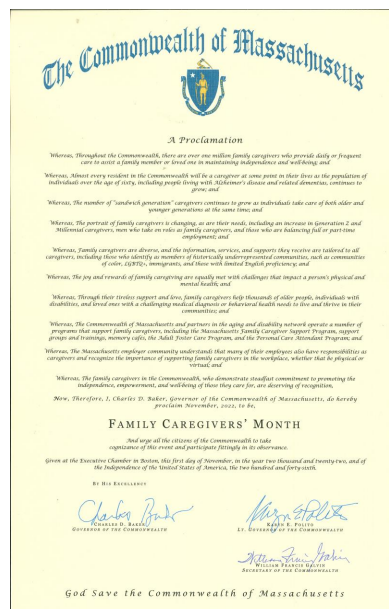 The Commonwealth of Massachusetts
A Proclamation
Whereas, Throughout the Commonwealth, there are over one million family caregivers who provide daily or frequent
care to assist a family member or loved one in maintaining independence and well-being; and
Whereas, Almost every resident in the Commonwealth will be a caregiver at some point in their lives as the population of
individuals over the age of sixty, including people living with Alzheimer's disease and related dementias, continues to
grow; and
Whereas, The number of "sandwich generation" caregivers continues to grow as individuals take care of both older and
younger generations at the same time; and
Whereas, The portrait of family caregivers is changing, as are their needs, including an increase in Generation Z and
Millennial caregivers, men who take on roles as family caregivers, and those who are balancing full or part-time
employment; and
Whereas, Family caregivers are diverse, and the information, services, and supports they receive are tailored to all
caregivers, including those who identify as members of historically underrepresented communities, such as communities
of color, LGBTQ+, immigrants, and those with limited English proficiency; and
Whereas, The joy and rewards of family caregiving are equally met with challenges that impact a person's physical and
mental health; and
Whereas, Through their tireless support and love, family caregivers help thousands of older people, individuals with
disabilities, and loved ones with a challenging medical diagnosis or behavioral health needs to live and thrive in their
communities; and
Whereas, The Commonwealth of Massachusetts and partners in the aging and disability network operate a number of
programs that support family caregivers, including the Massachusetts Family Caregiver Support Program, support
groups and trainings, memory cafes, the Adult Foster Care Program, and the Personal Care Attendant Program; and
Whereas, The Massachusetts employer community understands that many of their employees also have responsibilities as
caregivers and recognize the importance of supporting family caregivers in the workplace, whether that be physical or
virtual; and
Whereas, The family caregivers in the Commonwealth, who demonstrate steadfast commitment to promoting the
independence, empowerment, and well-being of those they care for, are deserving of recognition,
Now, Therefore, I, Charles D. Baker, Governor of the Commonwealth of Massachusetts, do hereby
proclaim November, 2022, to be,
FAMILY CAREGIVERS' MONTH
And urge all the citizens of the Commonwealth to take
cognizance of this event and participate fittingly in its observance.
Given at the Executive Chamber in Boston, this first day of November, in the year two thousand and twenty-two, and of
the Independence of the United States of America, the two hundred and forty-sixth.
BY HIS EXCELLENCY
CHARLES D. BAKER
GOVERNOR OF THE COMMONWEALTH
KARYN E. POLITO
LT. GOVERNOR OF THE COMMONWEALTH
WILLIAM FRANCIS GALVIN
SECRETARY OF THE COMMONWEALTH
God Save the Commonwealth of Massachusetts